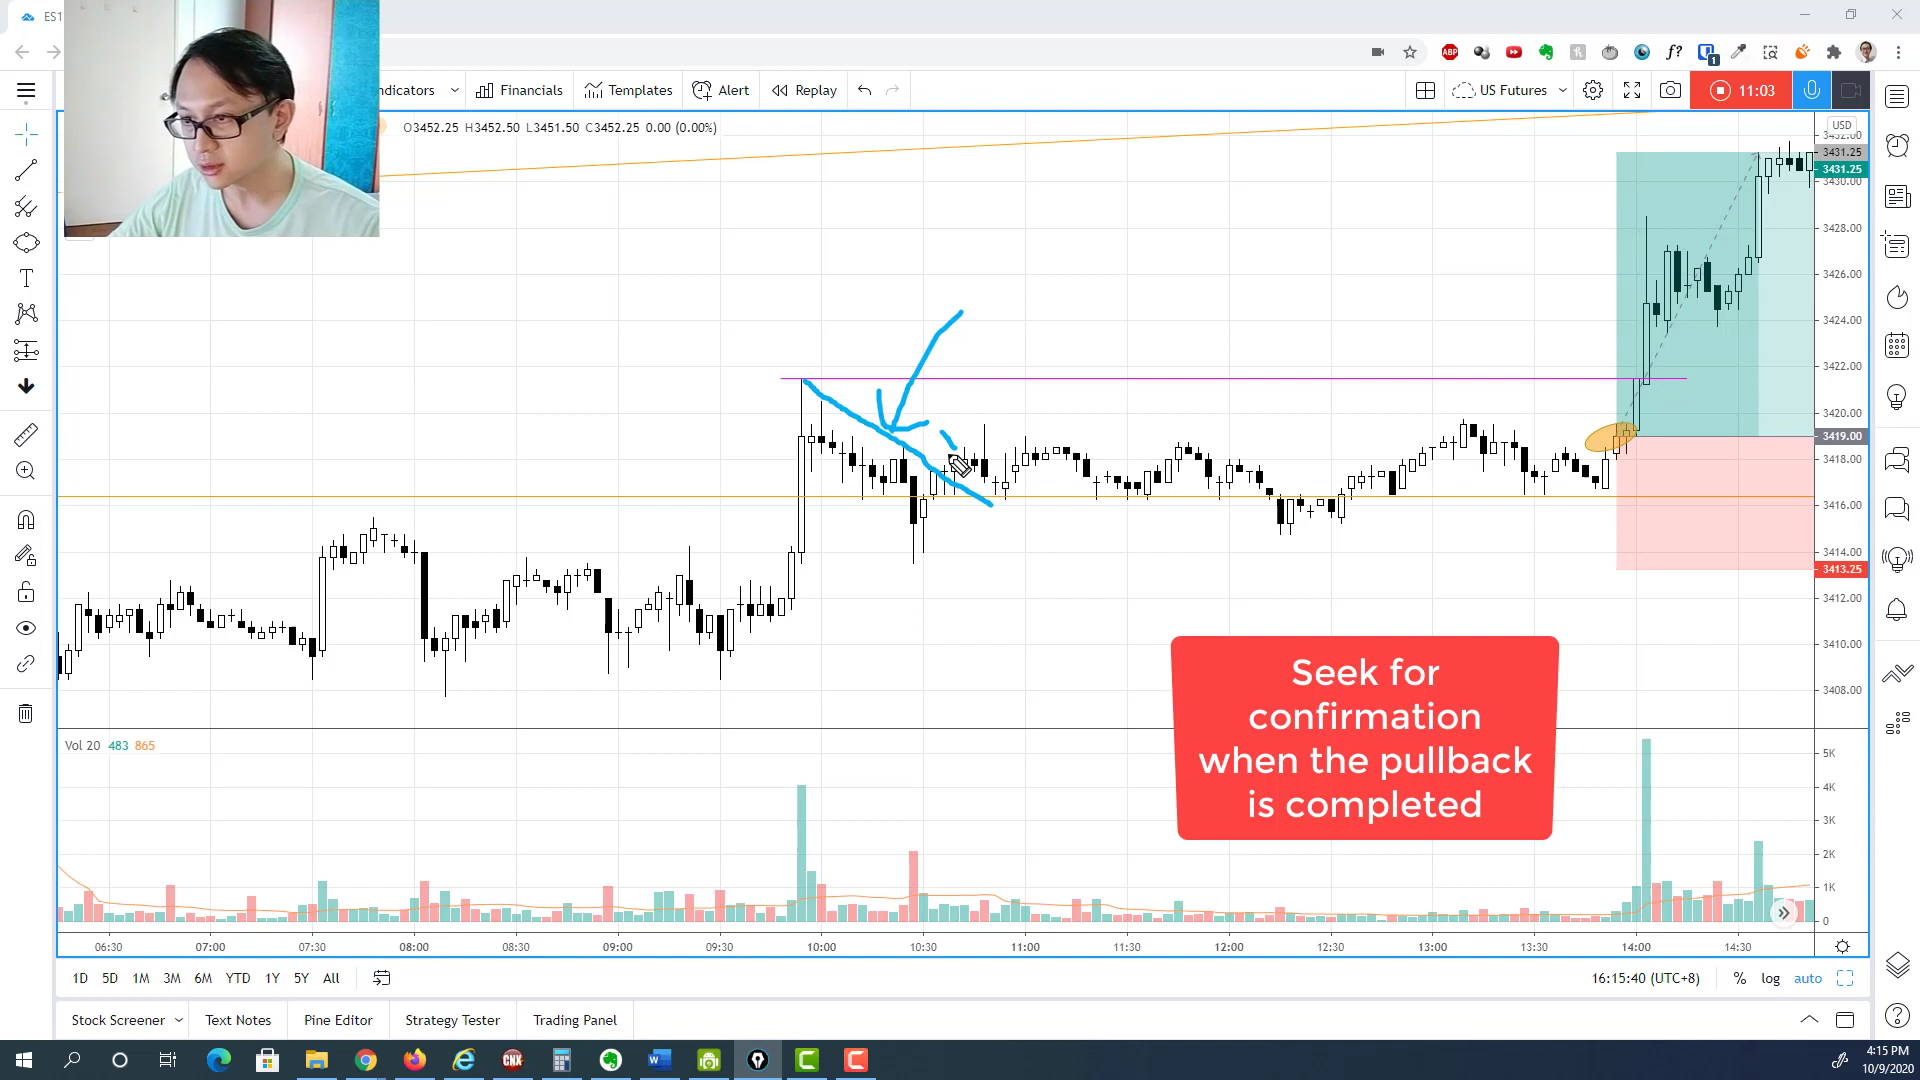 ES1
ndicators
Financials
Templates
Alert
Replay
US Futures
11:03
ABP
f?
1
O3452.25 H3452.50 L3451.50 C3452.25 0.00 (0.00%)
USD
3432.00
3431.25
3431.25
3430.00
3428.00
3426.00
3424.00
3422.00
3420.00
3419.00
3418.00
3416.00
3414.00
3413.25
3412.00
3410.00
3408.00
Seek for
confirmation
when the pullback
is completed
Vol 20 483 865
5K
4K
3K
2K
1K
0
06:30 07:00 07:30 08:00 08:30 09:00 09:30 10:00 10:30 11:00 11:30 12:00 12:30 13:00 13:30 14:00 14:30
1D 5D 1M 3M 6M YTD 1Y 5Y All
16:15:40 (UTC+8) % log auto
Stock Screener Text Notes Pine Editor Strategy Tester Trading Panel
CNX
4:15 PM
10/9/2020